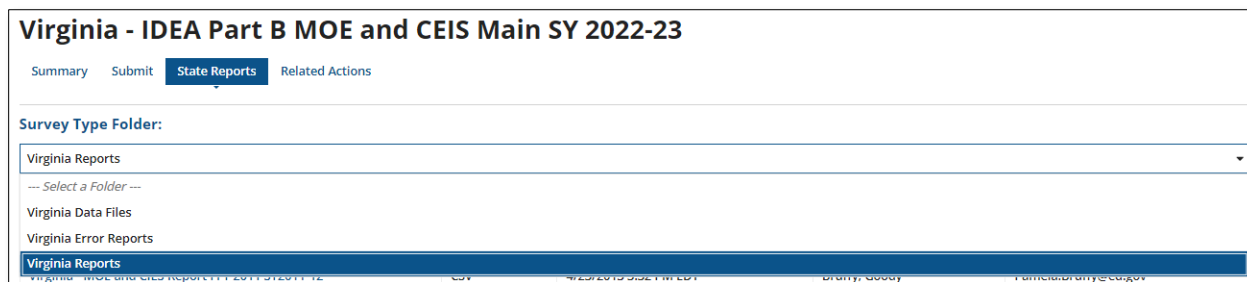 Virginia - IDEA Part B MOE and CEIS Main SY 2022-23
Summary Submit State Reports Related Actions
Survey Type Folder:
Virginia Reports
--- Select a Folder ---
Virginia Data Files
Virginia Error Reports
Virginia Reports